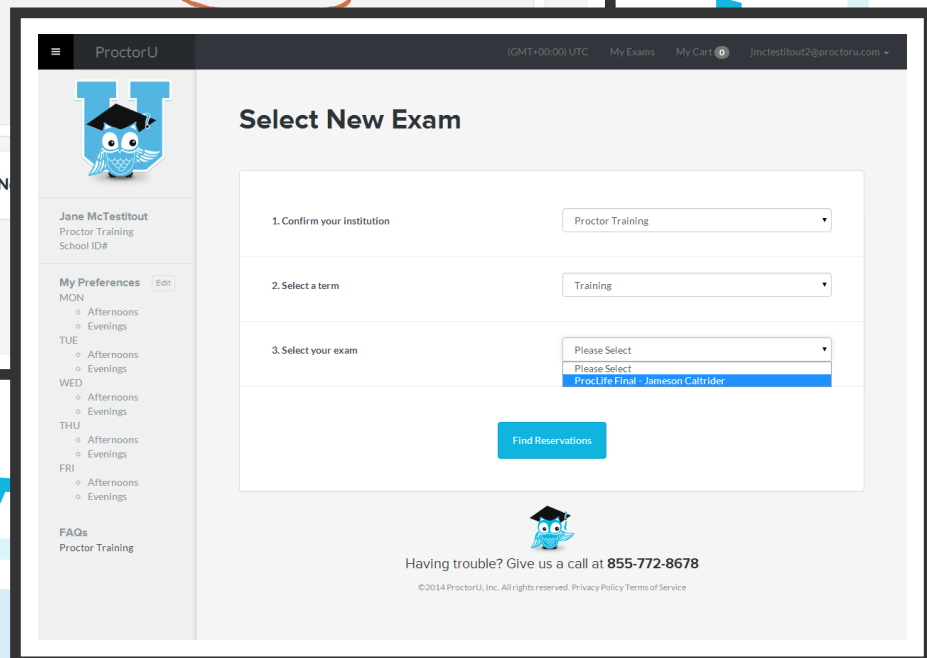 ≡ ProctorU (GMT+00:00) UTC My Exams My Cart 0 jmctestitout2@proctoru.com
Select New Exam
Jane McTestitout
Proctor Training
School ID#
My Preferences Edit
MON
Afternoons
Evenings
TUE
Afternoons
Evenings
WED
Afternoons
Evenings
THU
Afternoons
Evenings
FRI
Afternoons
Evenings
FAQs
Proctor Training
1. Confirm your institution Proctor Training
2. Select a term Training
3. Select your exam Please Select
Please Select
ProcLife Final - Jameson Caltrider
Find Reservations
Having trouble? Give us a call at 855-772-8678
©2014 ProctorU, Inc. All rights reserved. Privacy Policy Terms of Service